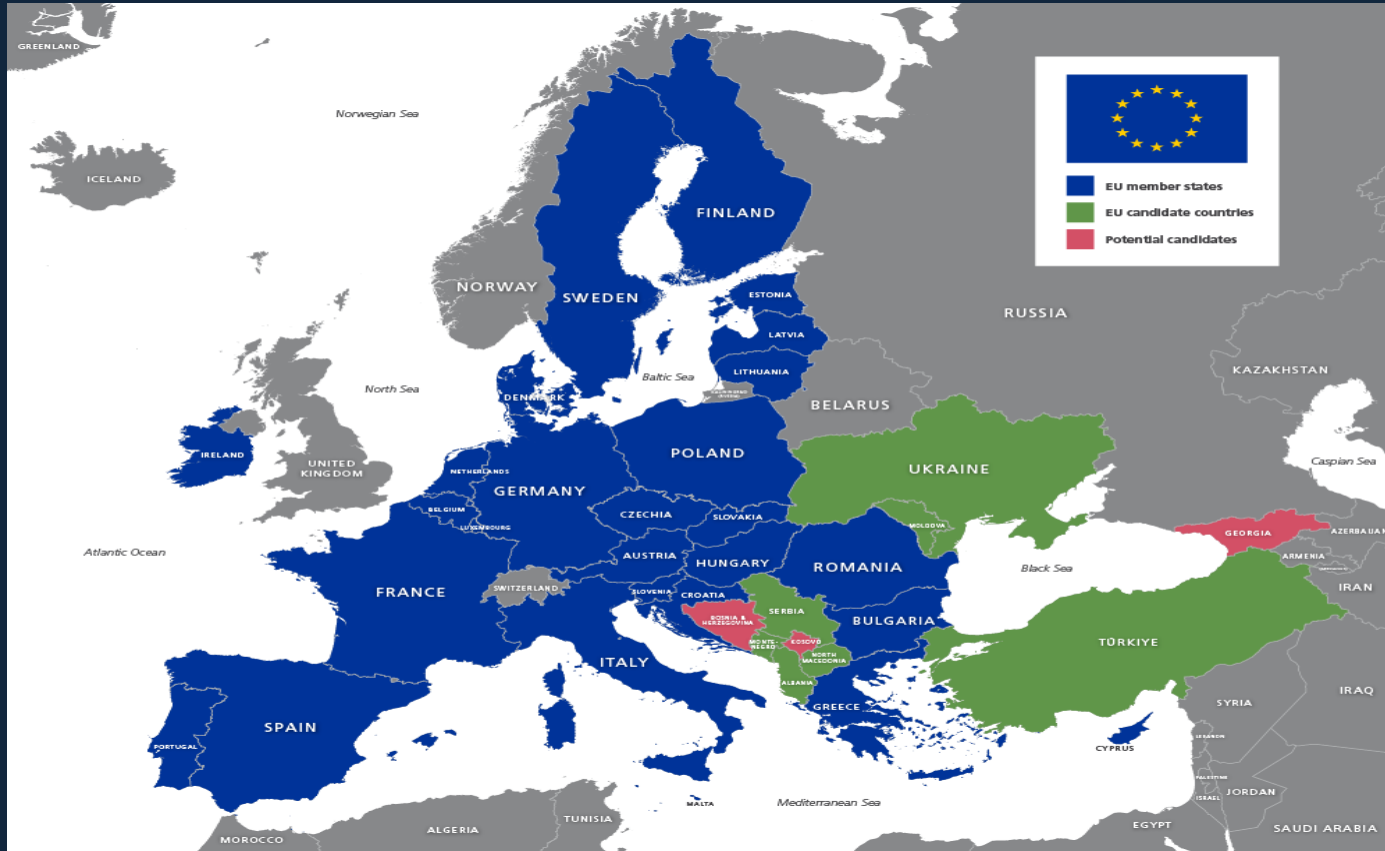 GREENLAND
Norwegian Sea
ICELAND
EU member states
EU candidate countries
Potential candidates
FINLAND
NORWAY
SWEDEN
ESTONIA
RUSSIA
LATVIA
LITHUANIA
KAZAKHSTAN
Baltic Sea
North Sea
DENMARK
BELARUS
IRELAND
UNITED
KINGDOM
POLAND
Caspian Sea
NETHERLANDS
GERMANY
UKRAINE
BELGIUM
CZECHIA
SLOVAKIA
LUXEMBOURG
MOLDOVA
GEORGIA
AZERBAIJAN
Atlantic Ocean
AUSTRIA
HUNGARY
ROMANIA
Black Sea
ARMENIA
SWITZERLAND
FRANCE
SLOVENIA
CROATIA
IRAN
SERBIA
BOSNIA &
HERZEGOVINA
BULGARIA
MONTE-
NEGRO
KOSOVO
TÜRKIYE
NORTH
MACEDONIA
ITALY
ALBANIA
IRAQ
SYRIA
GREECE
SPAIN
PORTUGAL
LEBANON
CYPRUS
PALESTINE
JORDAN
ISRAEL
MALTA
Mediterranean Sea
TUNISIA
EGYPT
ALGERIA
SAUDI ARABIA
MOROCCO